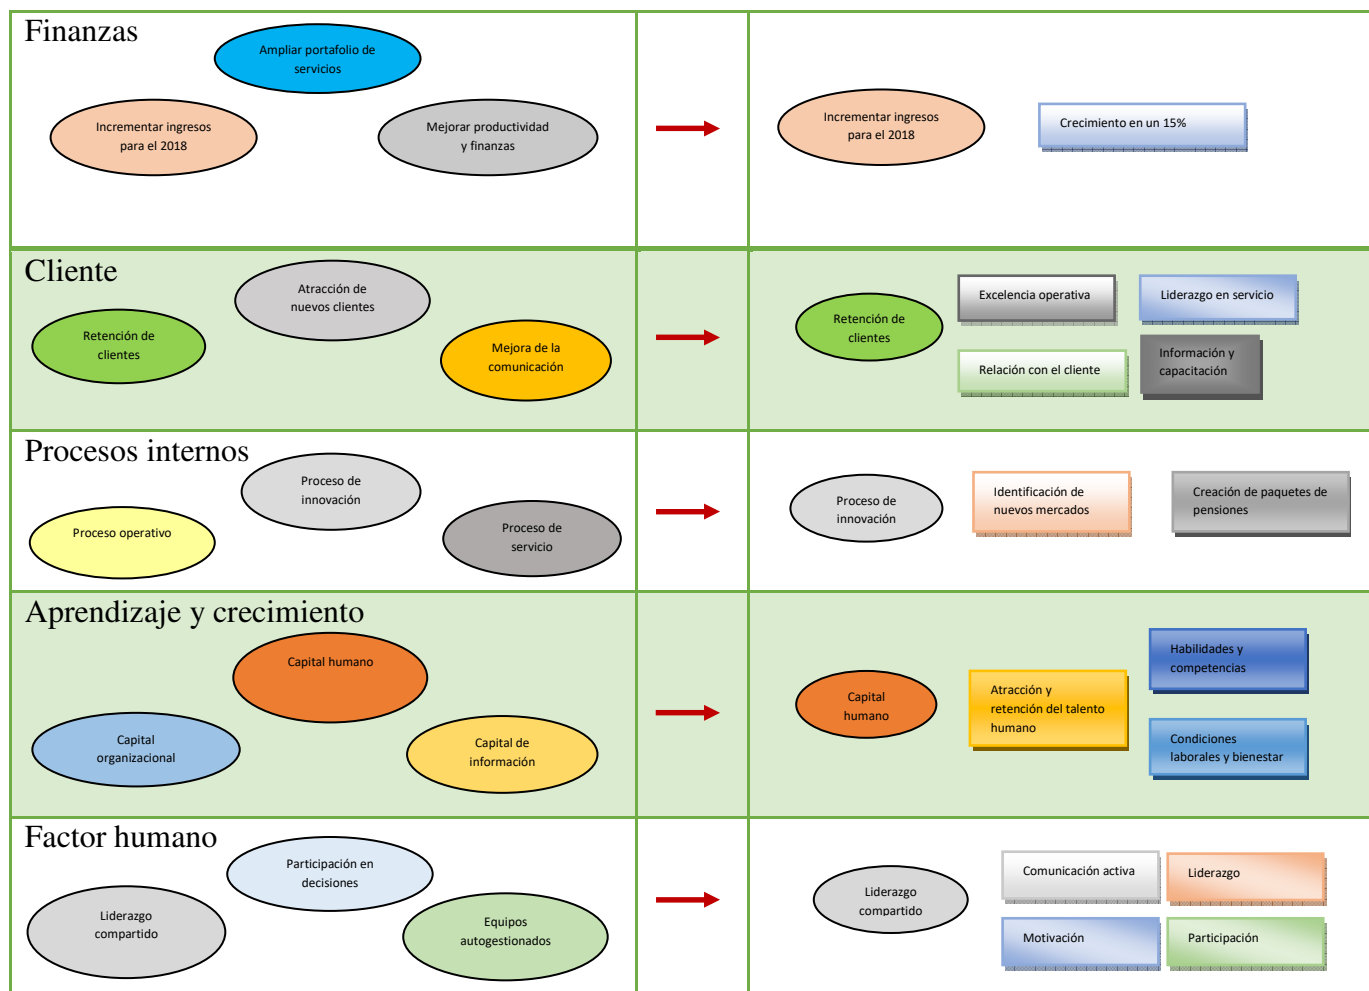 Finanzas
Ampliar portafolio de
servicios
Incrementar ingresos
para el 2018
Mejorar productividad
y finanzas
Incrementar ingresos
para el 2018
Crecimiento en un 15%
Cliente
Atracción de
nuevos clientes
Retención de
clientes
Mejora de la
comunicación
Retención de
clientes
Excelencia operativa
Liderazgo en servicio
Relación con el cliente
Información y
capacitación
Procesos internos
Proceso de
innovación
Proceso operativo
Proceso de
servicio
Proceso de
innovación
Identificación de
nuevos mercados
Creación de paquetes de
pensiones
Aprendizaje y crecimiento
Capital humano
Capital
organizacional
Capital de
información
Capital
humano
Atracción y
retención del talento
humano
Habilidades y
competencias
Condiciones
laborales y bienestar
Factor humano
Participación en
decisiones
Liderazgo
compartido
Equipos
autogestionados
Liderazgo
compartido
Comunicación activa
Liderazgo
Motivación
Participación